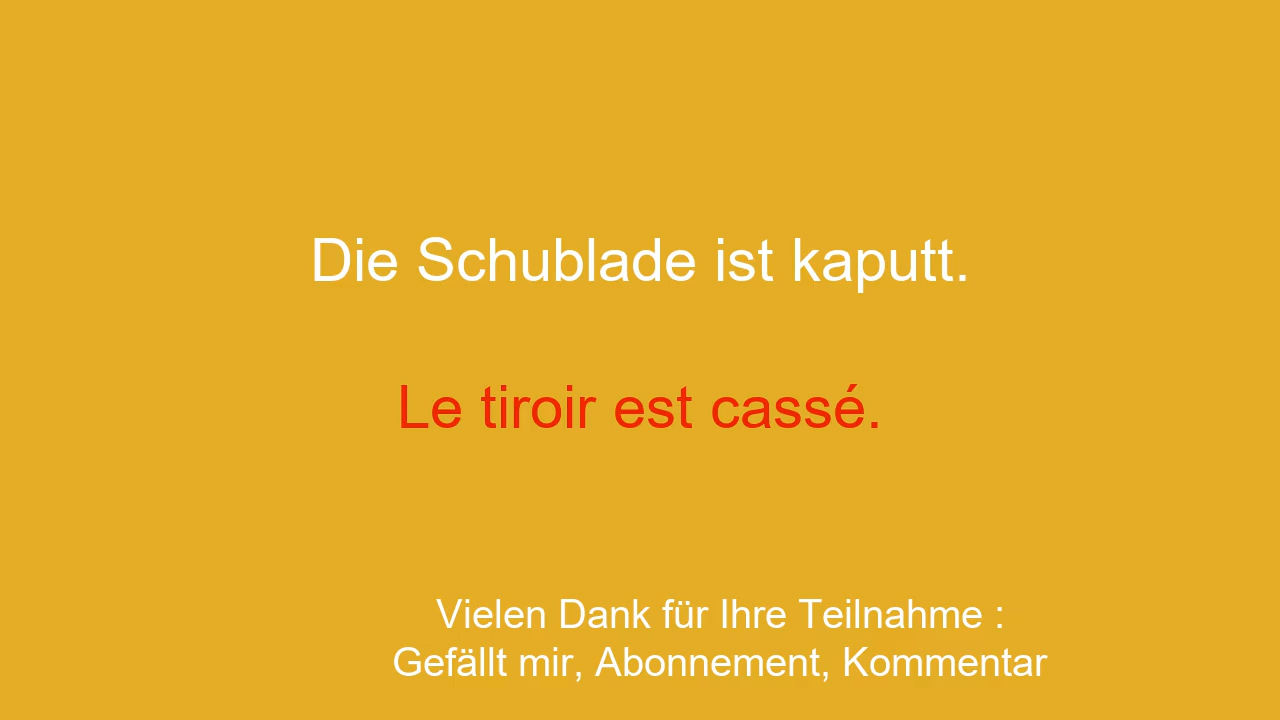 Die Schublade ist kaputt.
Le tiroir est cassé.
Vielen Dank für Ihre Teilnahme :
Gefällt mir, Abonnement, Kommentar